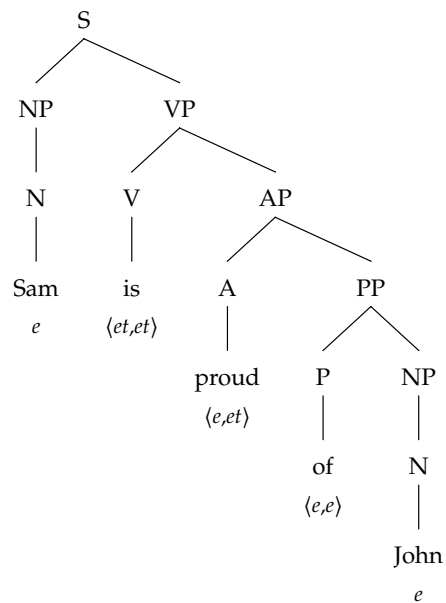 S
NP VP
N V AP
Sam is A PP
e ⟨et,et⟩
proud P NP
⟨e,et⟩
of N
⟨e,e⟩
John
e